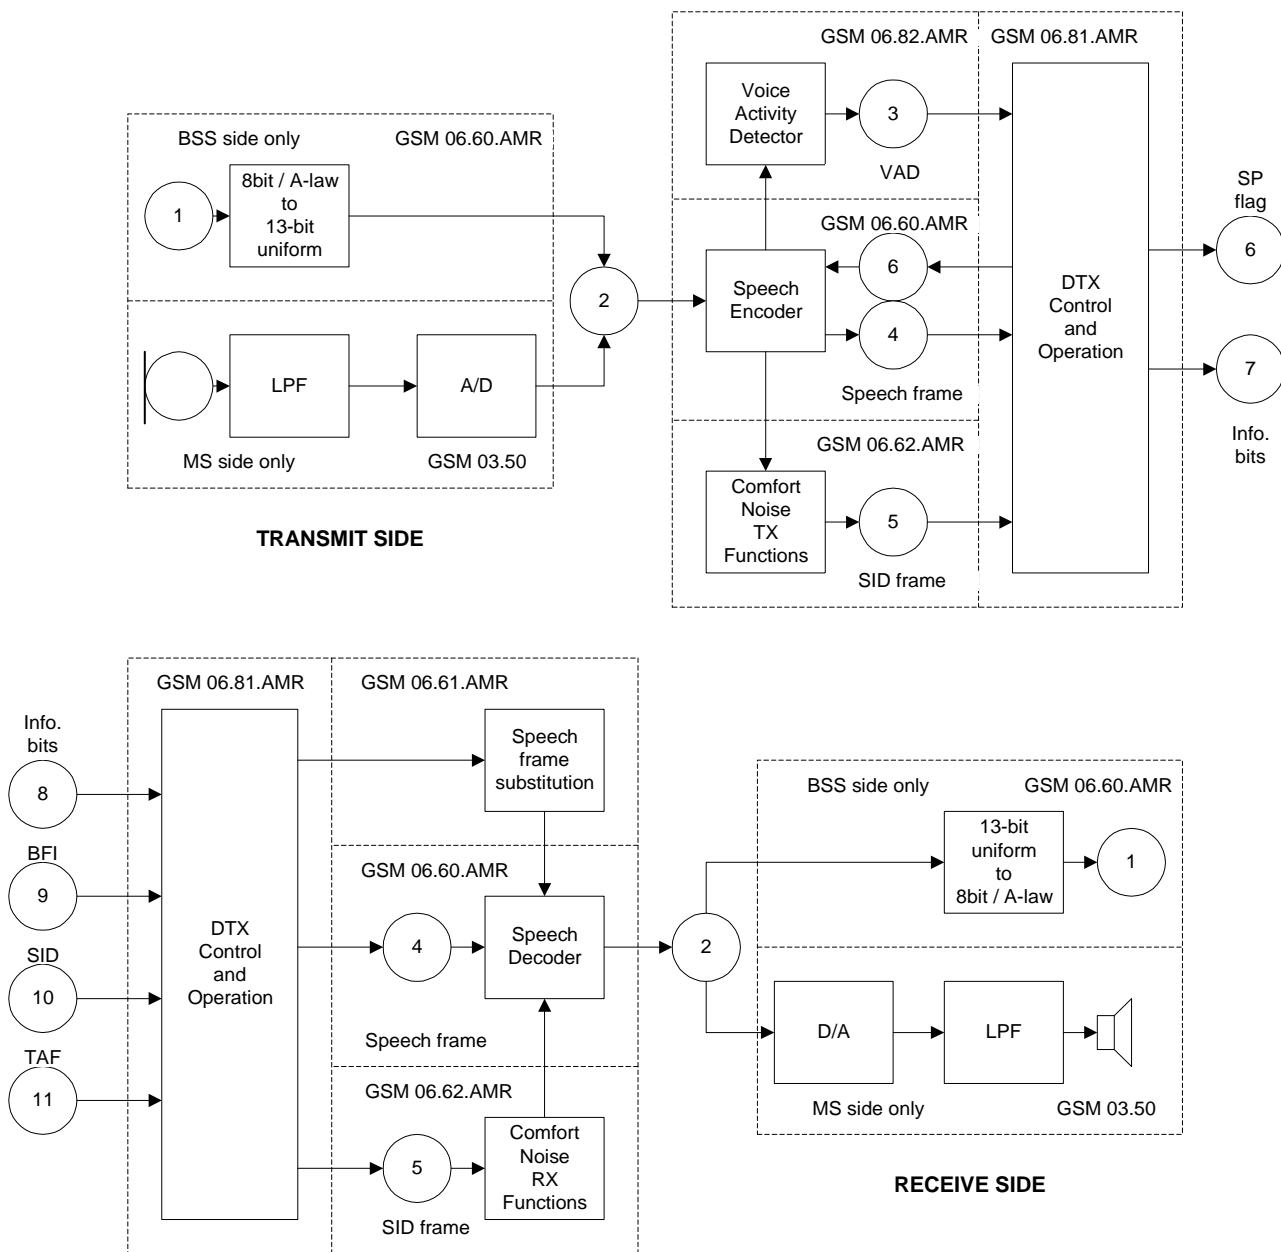 GSM 06.82.AMR
GSM 06.81.AMR
Voice
Activity
Detector
3
VAD
BSS side only
GSM 06.60.AMR
1
8bit / A-law
to
13-bit
uniform
2
GSM 06.60.AMR
Speech
Encoder
6
4
Speech frame
DTX
Control
and
Operation
SP
flag
6
7
Info.
bits
LPF
A/D
MS side only
GSM 03.50
GSM 06.62.AMR
Comfort
Noise
TX
Functions
5
SID frame
TRANSMIT SIDE
GSM 06.81.AMR
GSM 06.61.AMR
Info.
bits
8
BFI
9
SID
10
TAF
11
DTX
Control
and
Operation
Speech
frame
substitution
GSM 06.60.AMR
4
Speech
Decoder
Speech frame
GSM 06.62.AMR
5
Comfort
Noise
RX
Functions
SID frame
2
BSS side only
GSM 06.60.AMR
13-bit
uniform
to
8bit / A-law
1
D/A
LPF
MS side only
GSM 03.50
RECEIVE SIDE